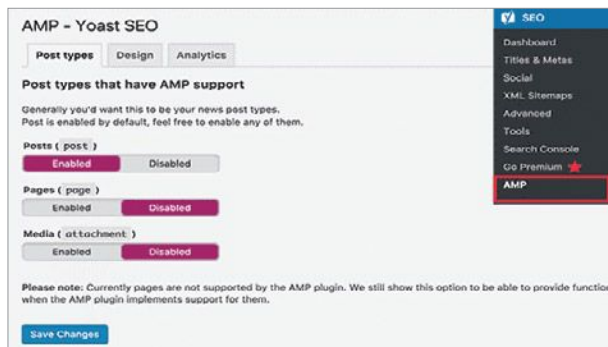 AMP - Yoast SEO
Post types Design Analytics
Post types that have AMP support
Generally you'd want this to be your news post types.
Post is enabled by default, feel free to enable any of them.
Posts ( post )
Enabled Disabled
Pages ( page )
Enabled Disabled
Media ( attachment )
Enabled Disabled
Please note: Currently pages are not supported by the AMP plugin. We still show this option to be able to provide function
when the AMP plugin implements support for them.
Save Changes
SEO
Dashboard
Titles & Metas
Social
XML Sitemaps
Advanced
Tools
Search Console
Go Premium
AMP